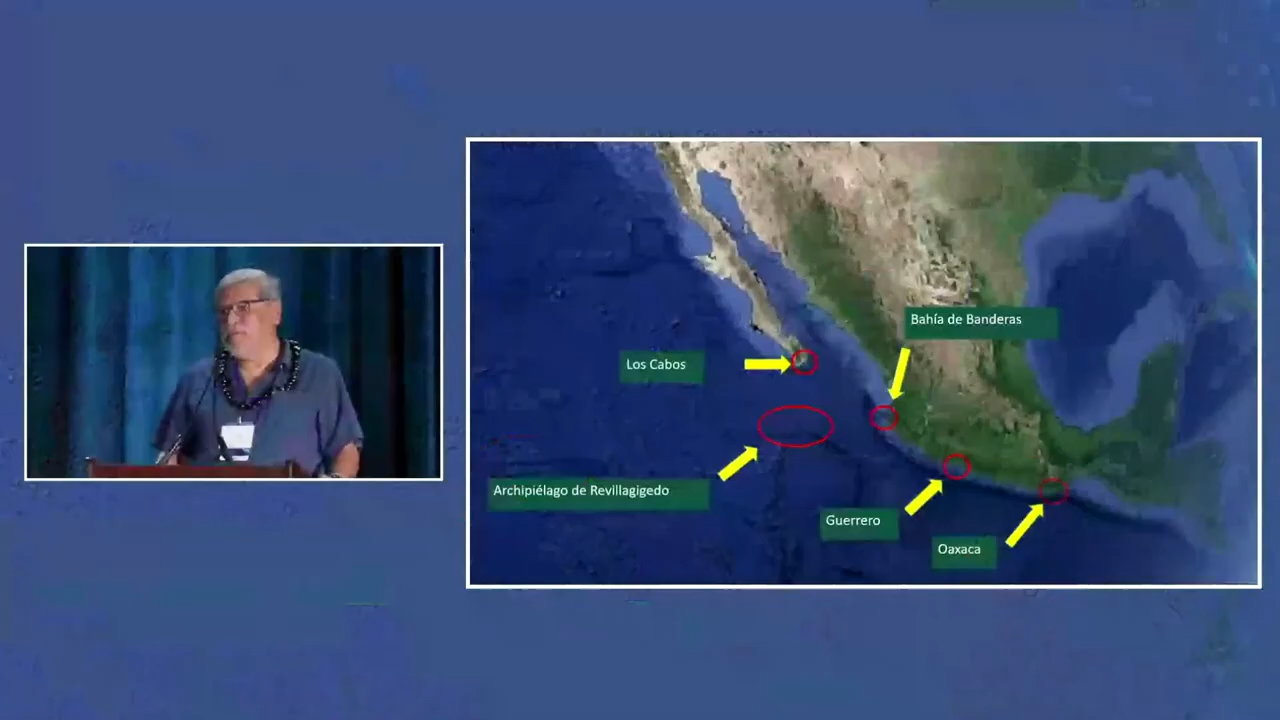 Bahía de Banderas
Los Cabos
Archipiélago de Revillagigedo
Guerrero
Oaxaca